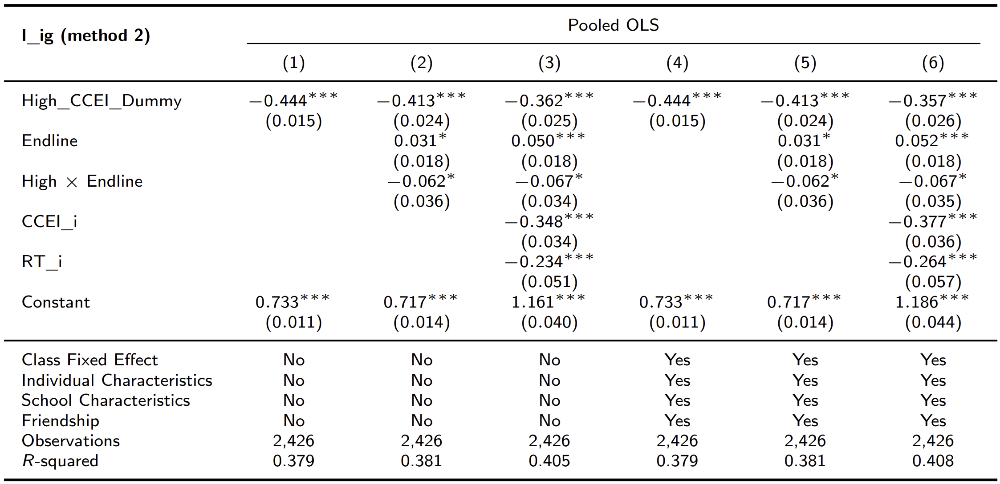 Pooled OLS
I_ig (method 2)
(1) (2) (3) (4) (5) (6)
High_CCEI_Dummy −0.444*** −0.413*** −0.362*** −0.444*** −0.413*** −0.357***
(0.015) (0.024) (0.025) (0.015) (0.024) (0.026)
Endline 0.031* 0.050*** 0.031* 0.052***
(0.018) (0.018) (0.018) (0.018)
High × Endline −0.062* −0.067* −0.062* −0.067*
(0.036) (0.034) (0.036) (0.035)
CCEI_i −0.348*** −0.377***
(0.034) (0.036)
RT_i −0.234*** −0.264***
(0.051) (0.057)
Constant 0.733*** 0.717*** 1.161*** 0.733*** 0.717*** 1.186***
(0.011) (0.014) (0.040) (0.011) (0.014) (0.044)
Class Fixed Effect No No No Yes Yes Yes
Individual Characteristics No No No Yes Yes Yes
School Characteristics No No No Yes Yes Yes
Friendship No No No Yes Yes Yes
Observations 2,426 2,426 2,426 2,426 2,426 2,426
R-squared 0.379 0.381 0.405 0.379 0.381 0.408